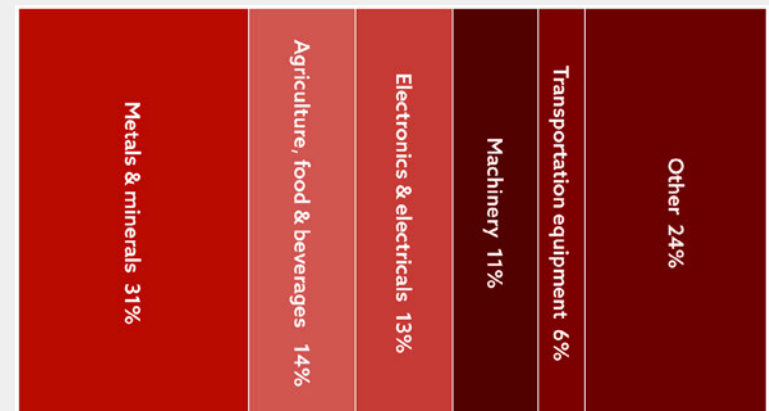 Metals & minerals 31%
Agriculture, food & beverages 14%
Electronics & electricals 13%
Machinery 11%
Transportation equipment 6%
Other 24%